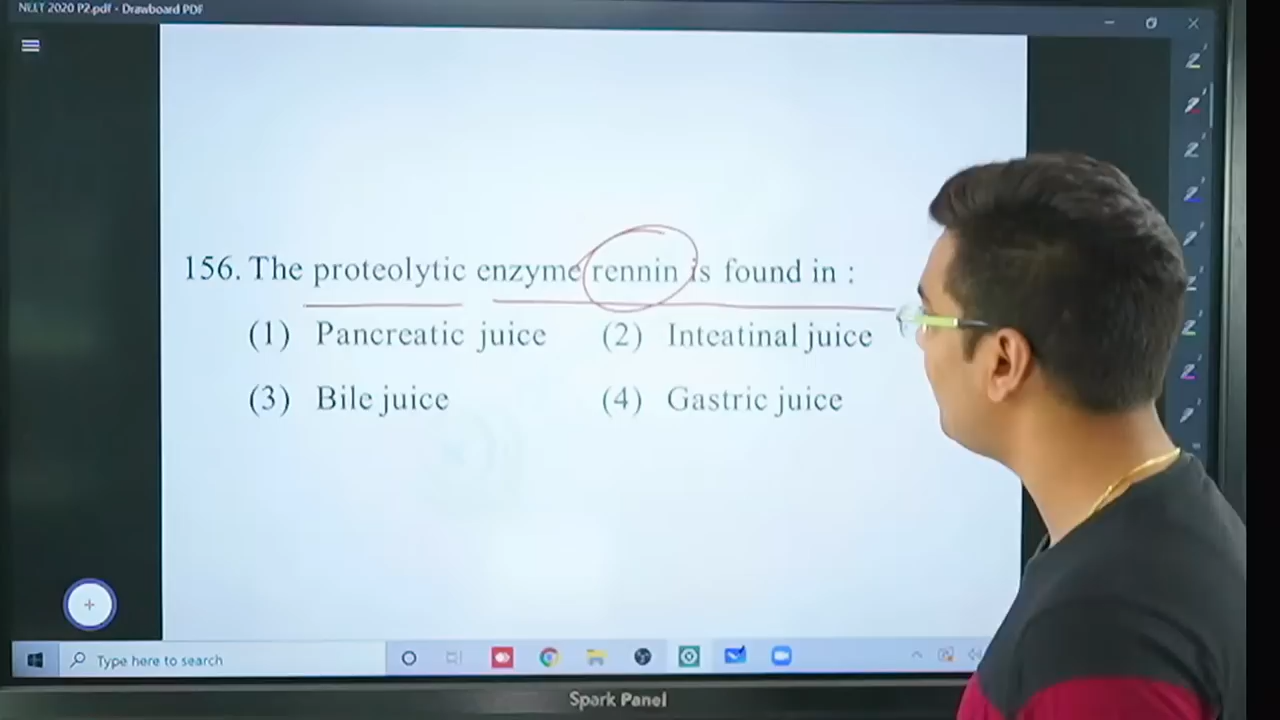 NEET 2020 P2.pdf - Drawboard PDF
156. The proteolytic enzyme rennin is found in :
(1) Pancreatic juice (2) Inteatinal juice
(3) Bile juice (4) Gastric juice
Type here to search
Spark Panel